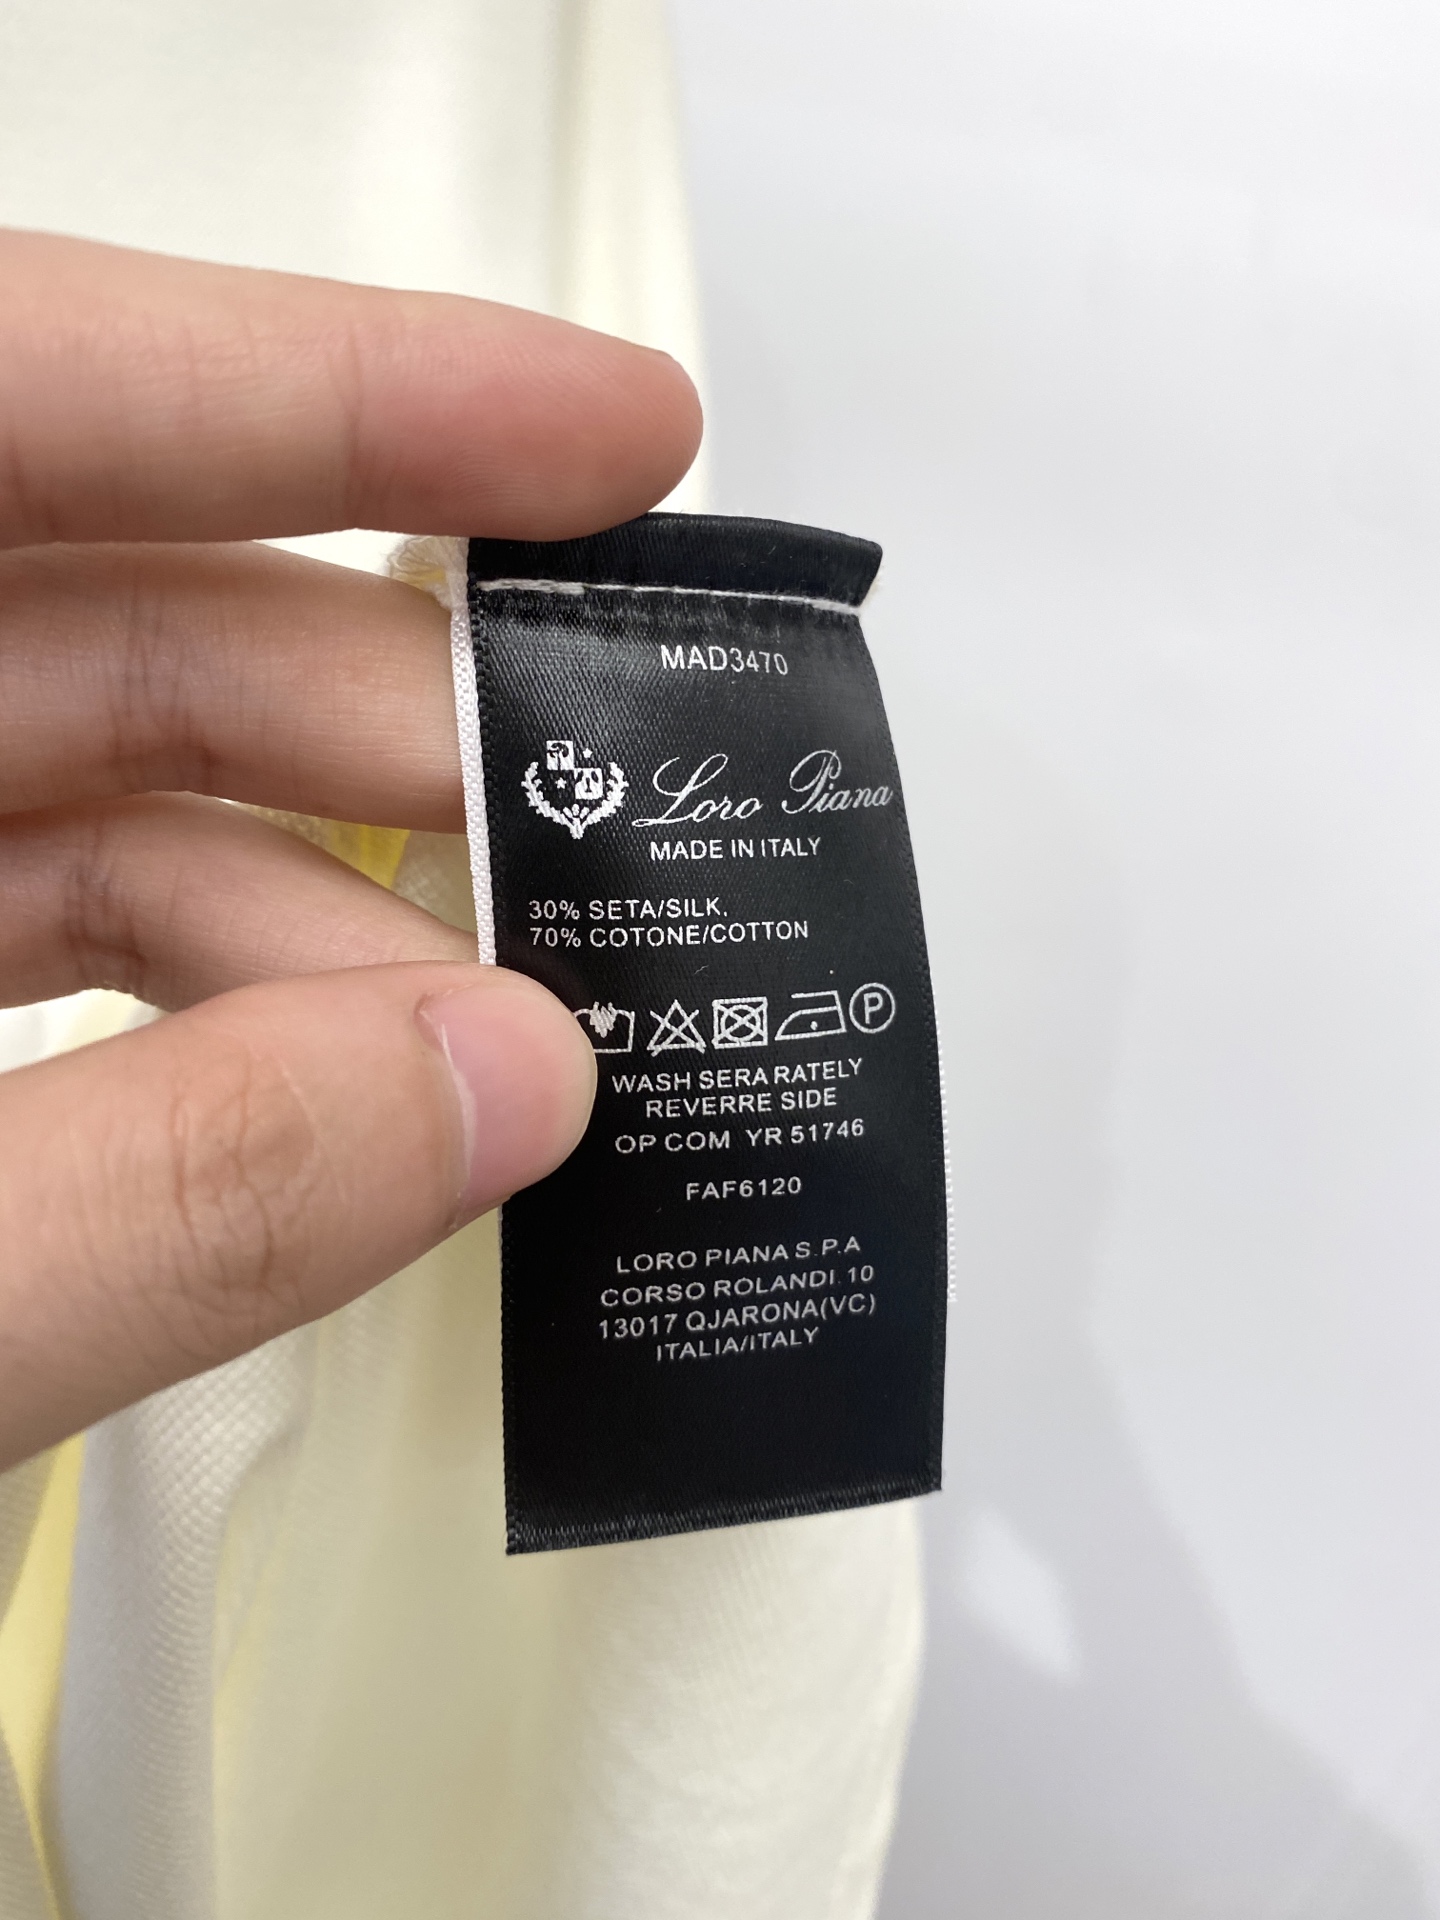 MAD3470
Loro Piana
MADE IN ITALY
30% SETA/SILK,
70% COTONE/COTTON
P
WASH SERA RATELY
REVERRE SIDE
OP COM YR 51746
FAF6120
LORO PIANA S.P.A
CORSO ROLANDI.10
13017 QJARONA(VC)
ITALIA/ITALY